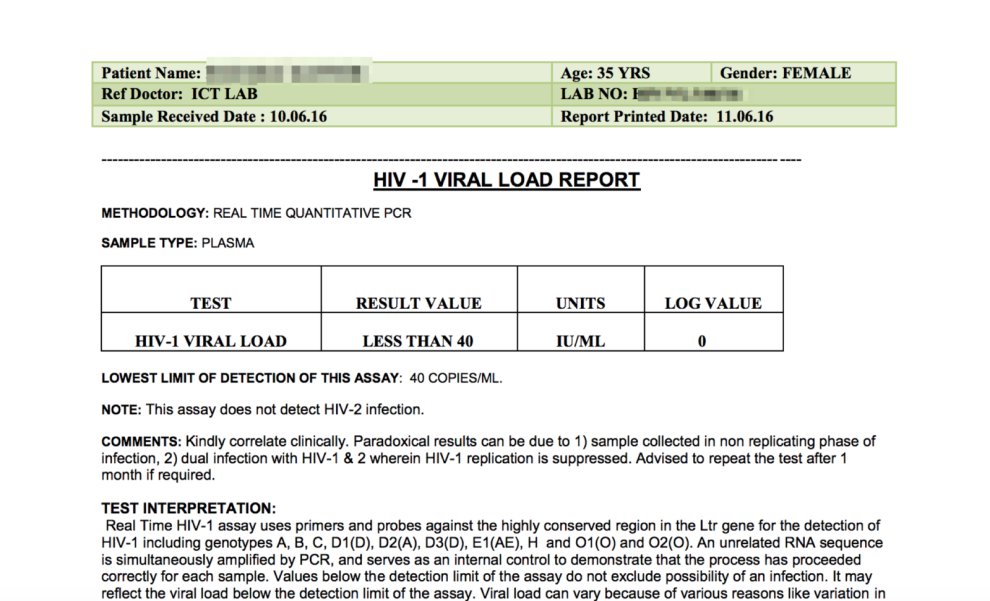 Patient Name:
Age: 35 YRS
Gender: FEMALE
Ref Doctor: ICT LAB
LAB NO:
Sample Received Date : 10.06.16
Report Printed Date: 11.06.16
--------------------------------------------------------------------------------------------------------------------------- ----
HIV -1 VIRAL LOAD REPORT
METHODOLOGY: REAL TIME QUANTITATIVE PCR
SAMPLE TYPE: PLASMA
TEST RESULT VALUE UNITS LOG VALUE
HIV-1 VIRAL LOAD LESS THAN 40 IU/ML 0
LOWEST LIMIT OF DETECTION OF THIS ASSAY: 40 COPIES/ML.
NOTE: This assay does not detect HIV-2 infection.
COMMENTS: Kindly correlate clinically. Paradoxical results can be due to 1) sample collected in non replicating phase of
infection, 2) dual infection with HIV-1 & 2 wherein HIV-1 replication is suppressed. Advised to repeat the test after 1
month if required.
TEST INTERPRETATION:
Real Time HIV-1 assay uses primers and probes against the highly conserved region in the Ltr gene for the detection of
HIV-1 including genotypes A, B, C, D1(D), D2(A), D3(D), E1(AE), H and O1(O) and O2(O). An unrelated RNA sequence
is simultaneously amplified by PCR, and serves as an internal control to demonstrate that the process has proceeded
correctly for each sample. Values below the detection limit of the assay do not exclude possibility of an infection. It may
reflect the viral load below the detection limit of the assay. Viral load can vary because of various reasons like variation in